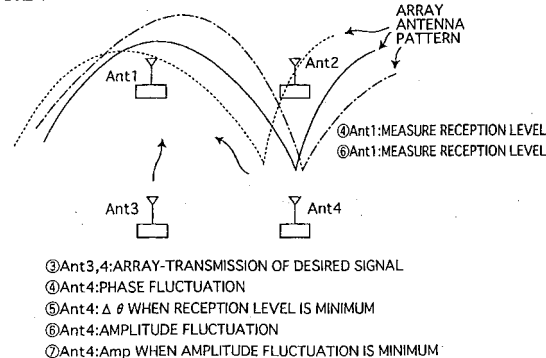 ARRAY
ANTENNA
PATTERN
Ant1
Ant2
④Ant1:MEASURE RECEPTION LEVEL
⑥Ant1:MEASURE RECEPTION LEVEL
Ant3
Ant4
③Ant3,4:ARRAY-TRANSMISSION OF DESIRED SIGNAL
④Ant4:PHASE FLUCTUATION
⑤Ant4:Δ θ WHEN RECEPTION LEVEL IS MINIMUM
⑥Ant4:AMPLITUDE FLUCTUATION
⑦Ant4:Amp WHEN AMPLITUDE FLUCTUATION IS MINIMUM